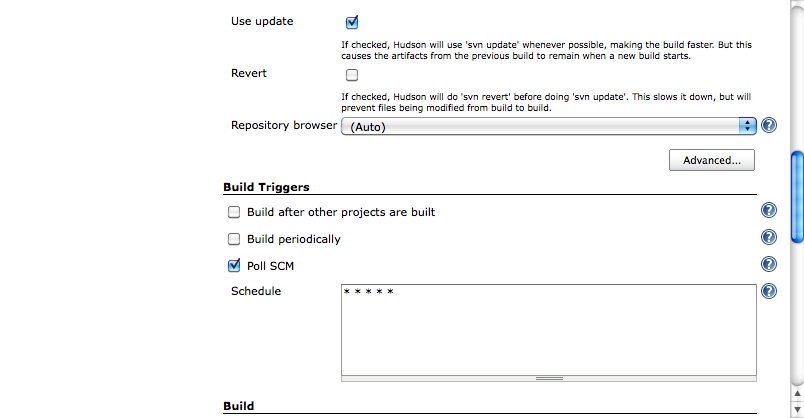 Use update
If checked, Hudson will use 'svn update' whenever possible, making the build faster. But this
causes the artifacts from the previous build to remain when a new build starts.
Revert
If checked, Hudson will do 'svn revert' before doing 'svn update'. This slows it down, but will
prevent files being modified from build to build.
Repository browser (Auto) ?
Advanced...
Build Triggers
Build after other projects are built ?
Build periodically ?
Poll SCM ?
Schedule * * * * * ?
Build